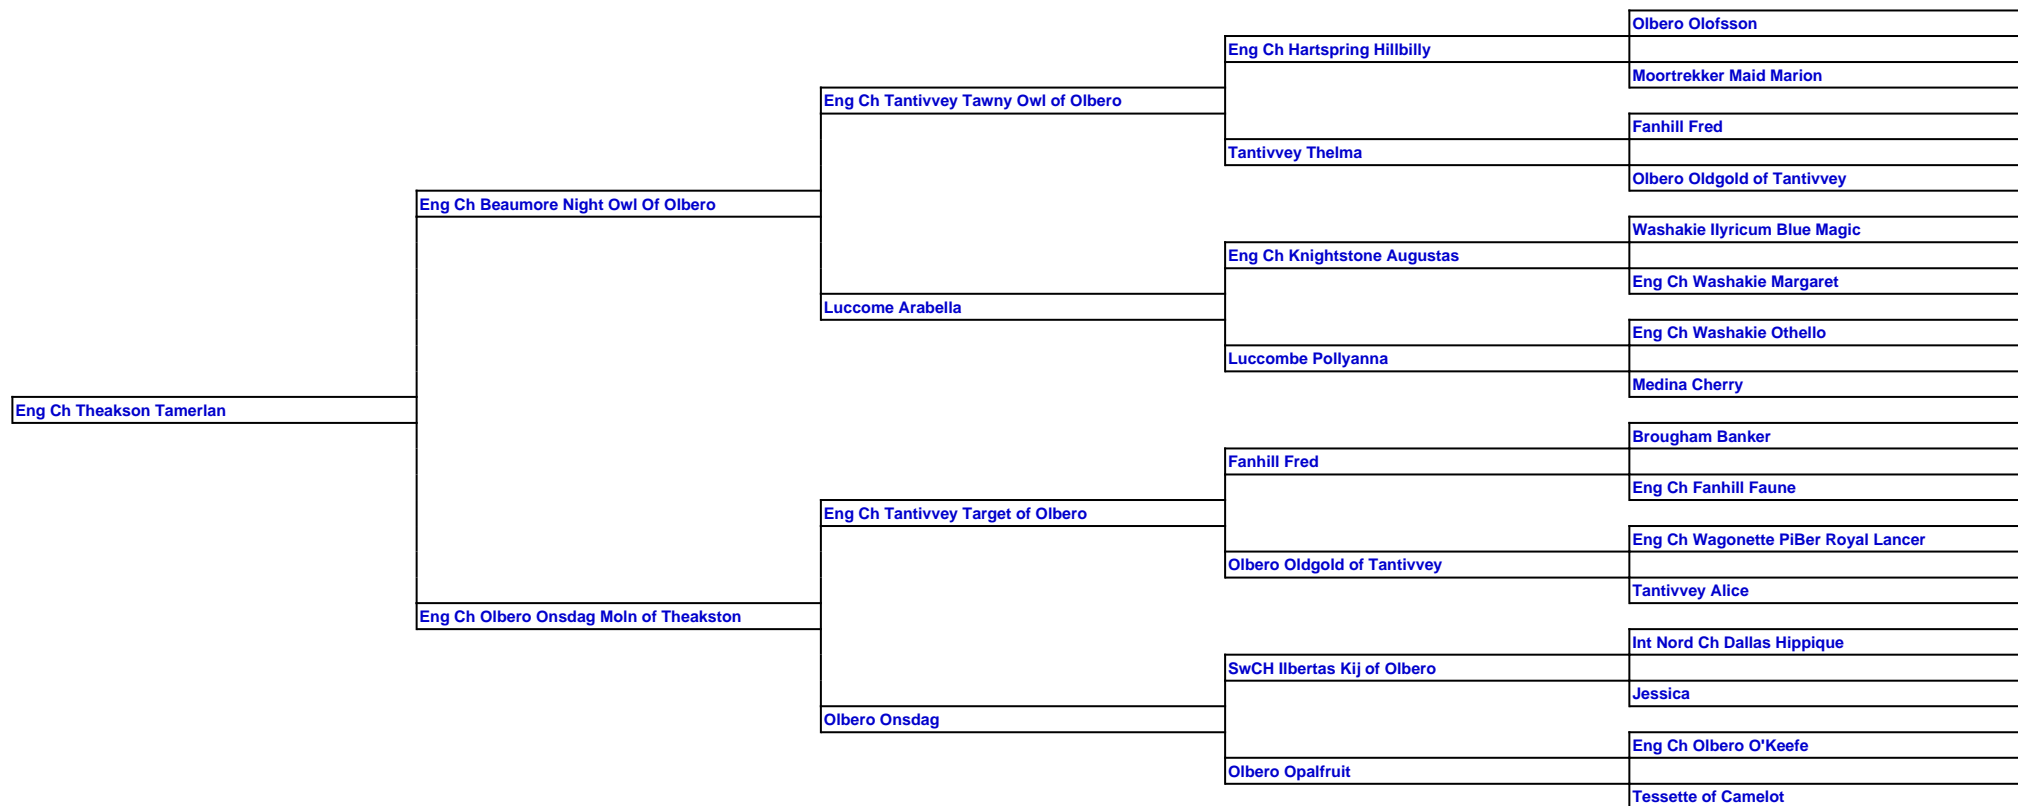 Olbero Olofsson
Eng Ch Hartspring Hillbilly
Moortrekker Maid Marion
Eng Ch Tantivvey Tawny Owl of Olbero
Fanhill Fred
Tantivvey Thelma
Olbero Oldgold of Tantivvey
Eng Ch Beaumore Night Owl Of Olbero
Washakie Ilyricum Blue Magic
Eng Ch Knightstone Augustas
Eng Ch Washakie Margaret
Luccome Arabella
Eng Ch Washakie Othello
Luccombe Pollyanna
Medina Cherry
Eng Ch Theakson Tamerlan
Brougham Banker
Fanhill Fred
Eng Ch Fanhill Faune
Eng Ch Tantivvey Target of Olbero
Eng Ch Wagonette PiBer Royal Lancer
Olbero Oldgold of Tantivvey
Tantivvey Alice
Eng Ch Olbero Onsdag Moln of Theakston
Int Nord Ch Dallas Hippique
SwCH Ilbertas Kij of Olbero
Jessica
Olbero Onsdag
Eng Ch Olbero O'Keefe
Olbero Opalfruit
Tessette of Camelot